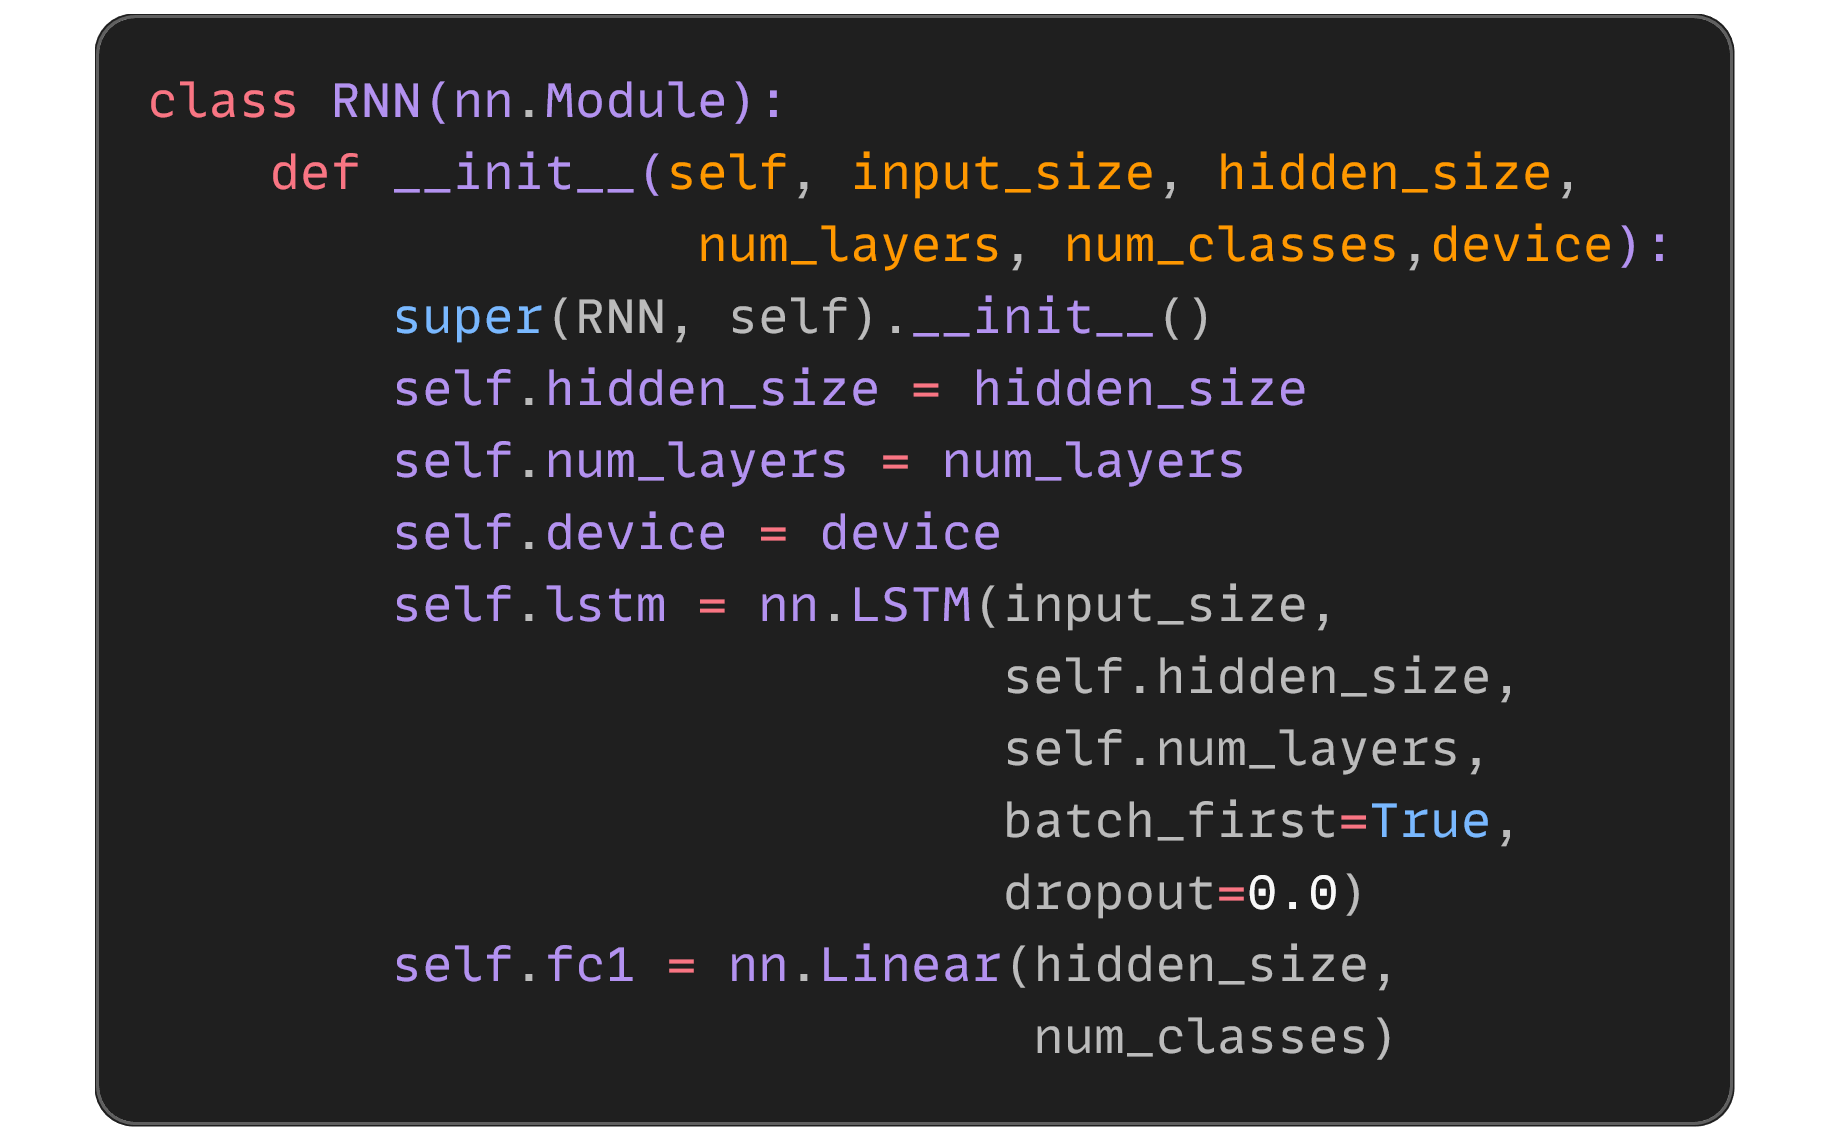 class RNN(nn.Module):
    def __init__(self, input_size, hidden_size,
                  num_layers, num_classes,device):
        super(RNN, self).__init__()
        self.hidden_size = hidden_size
        self.num_layers = num_layers
        self.device = device
        self.lstm = nn.LSTM(input_size,
                            self.hidden_size,
                            self.num_layers,
                            batch_first=True,
                            dropout=0.0)
        self.fc1 = nn.Linear(hidden_size,
                             num_classes)